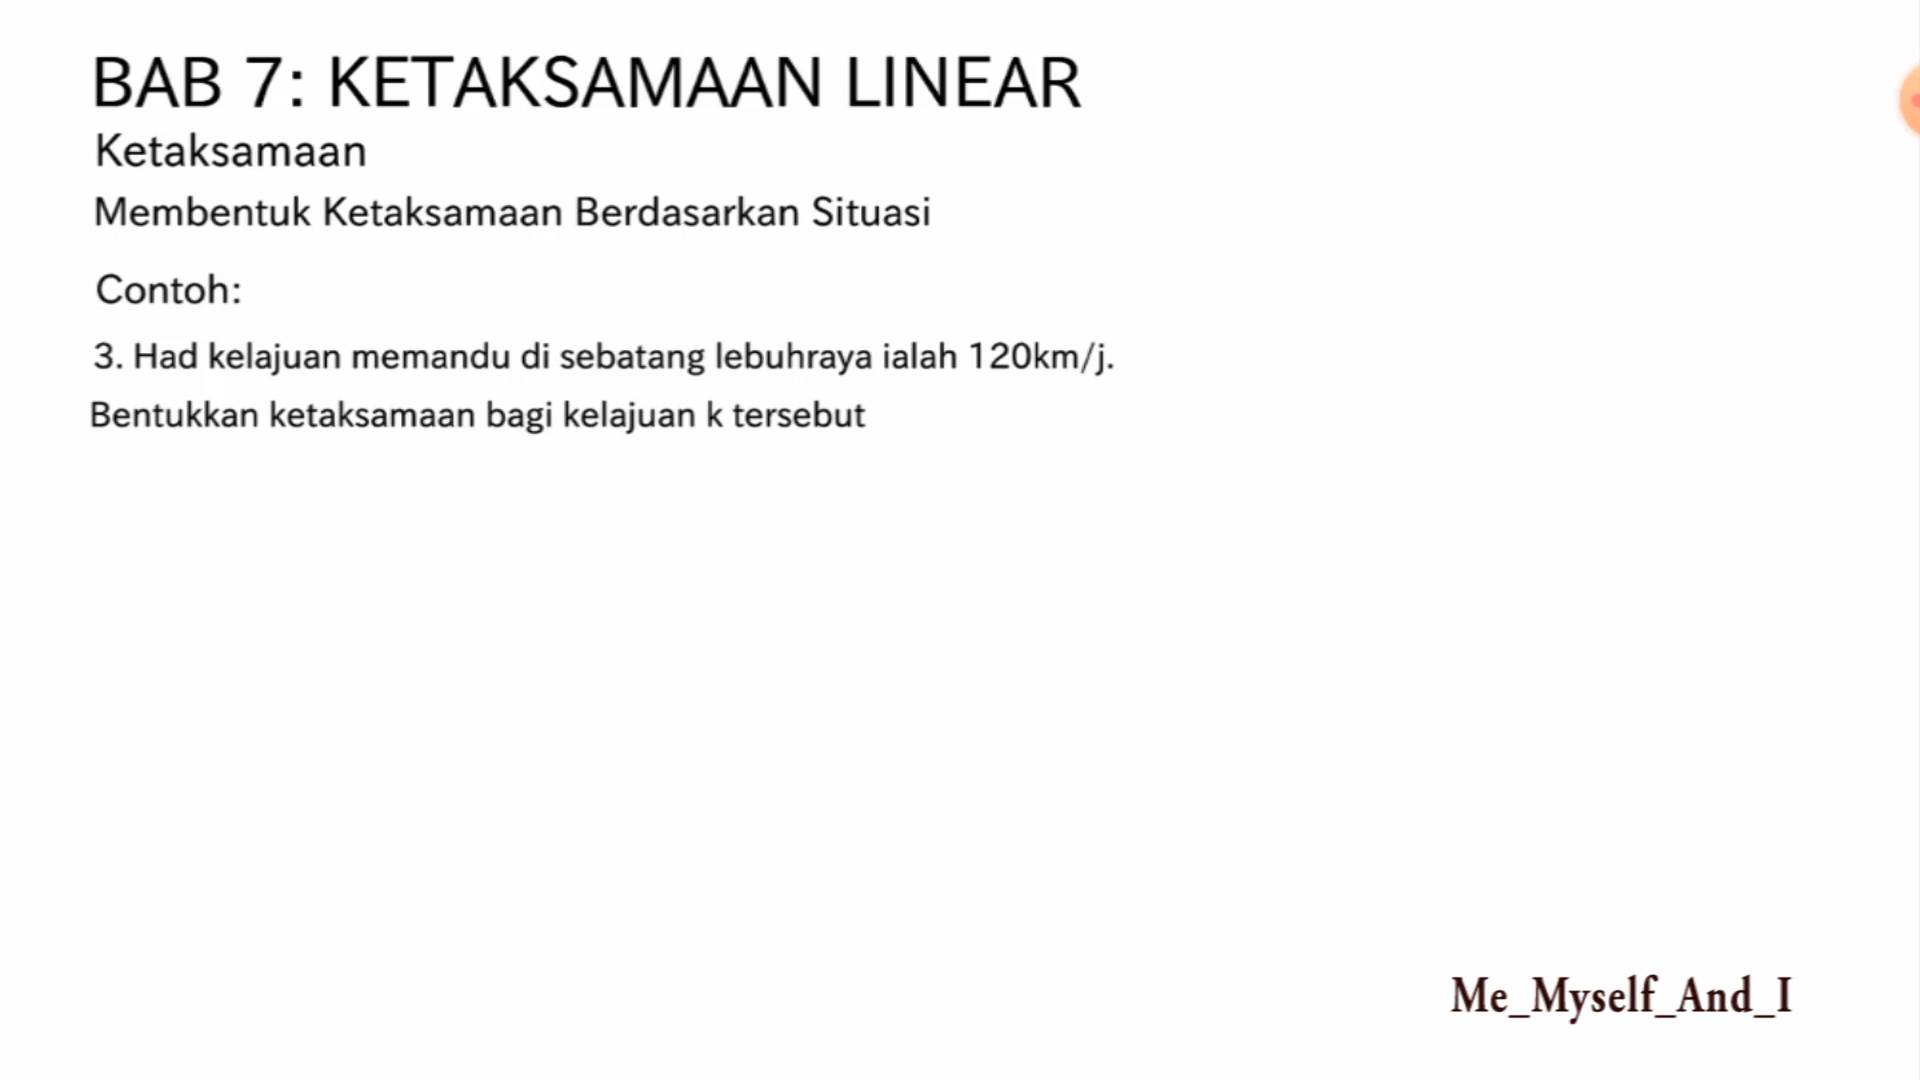 BAB 7: KETAKSAMAAN LINEAR
Ketaksamaan
Membentuk Ketaksamaan Berdasarkan Situasi
Contoh:
3. Had kelajuan memandu di sebatang lebuhraya ialah 120km/j.
Bentukkan ketaksamaan bagi kelajuan k tersebut
Me_Myself_And_I